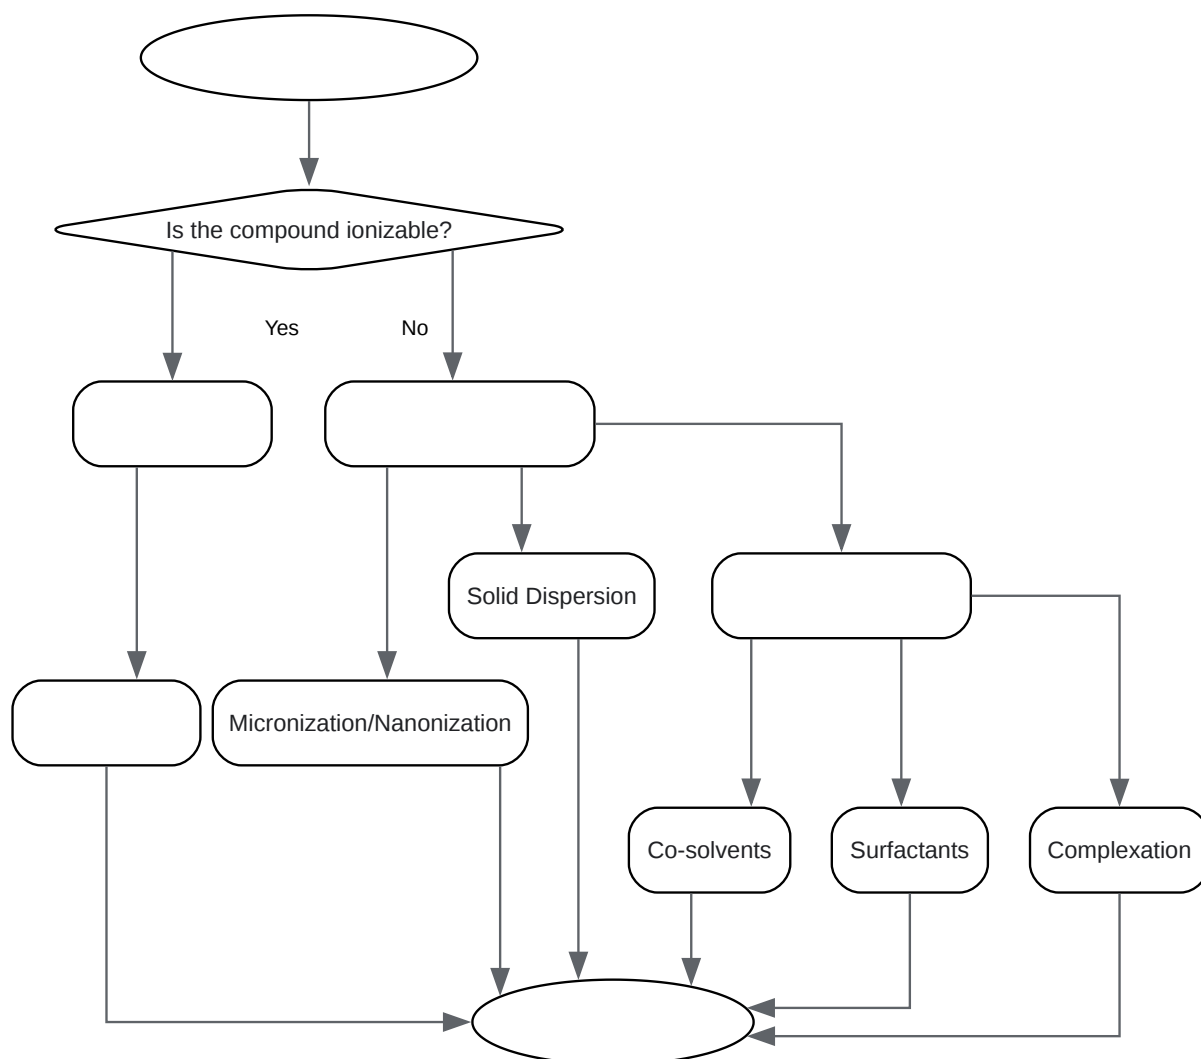 Is the compound ionizable?
Yes
No
Solid Dispersion
Micronization/Nanonization
Co-solvents
Surfactants
Complexation